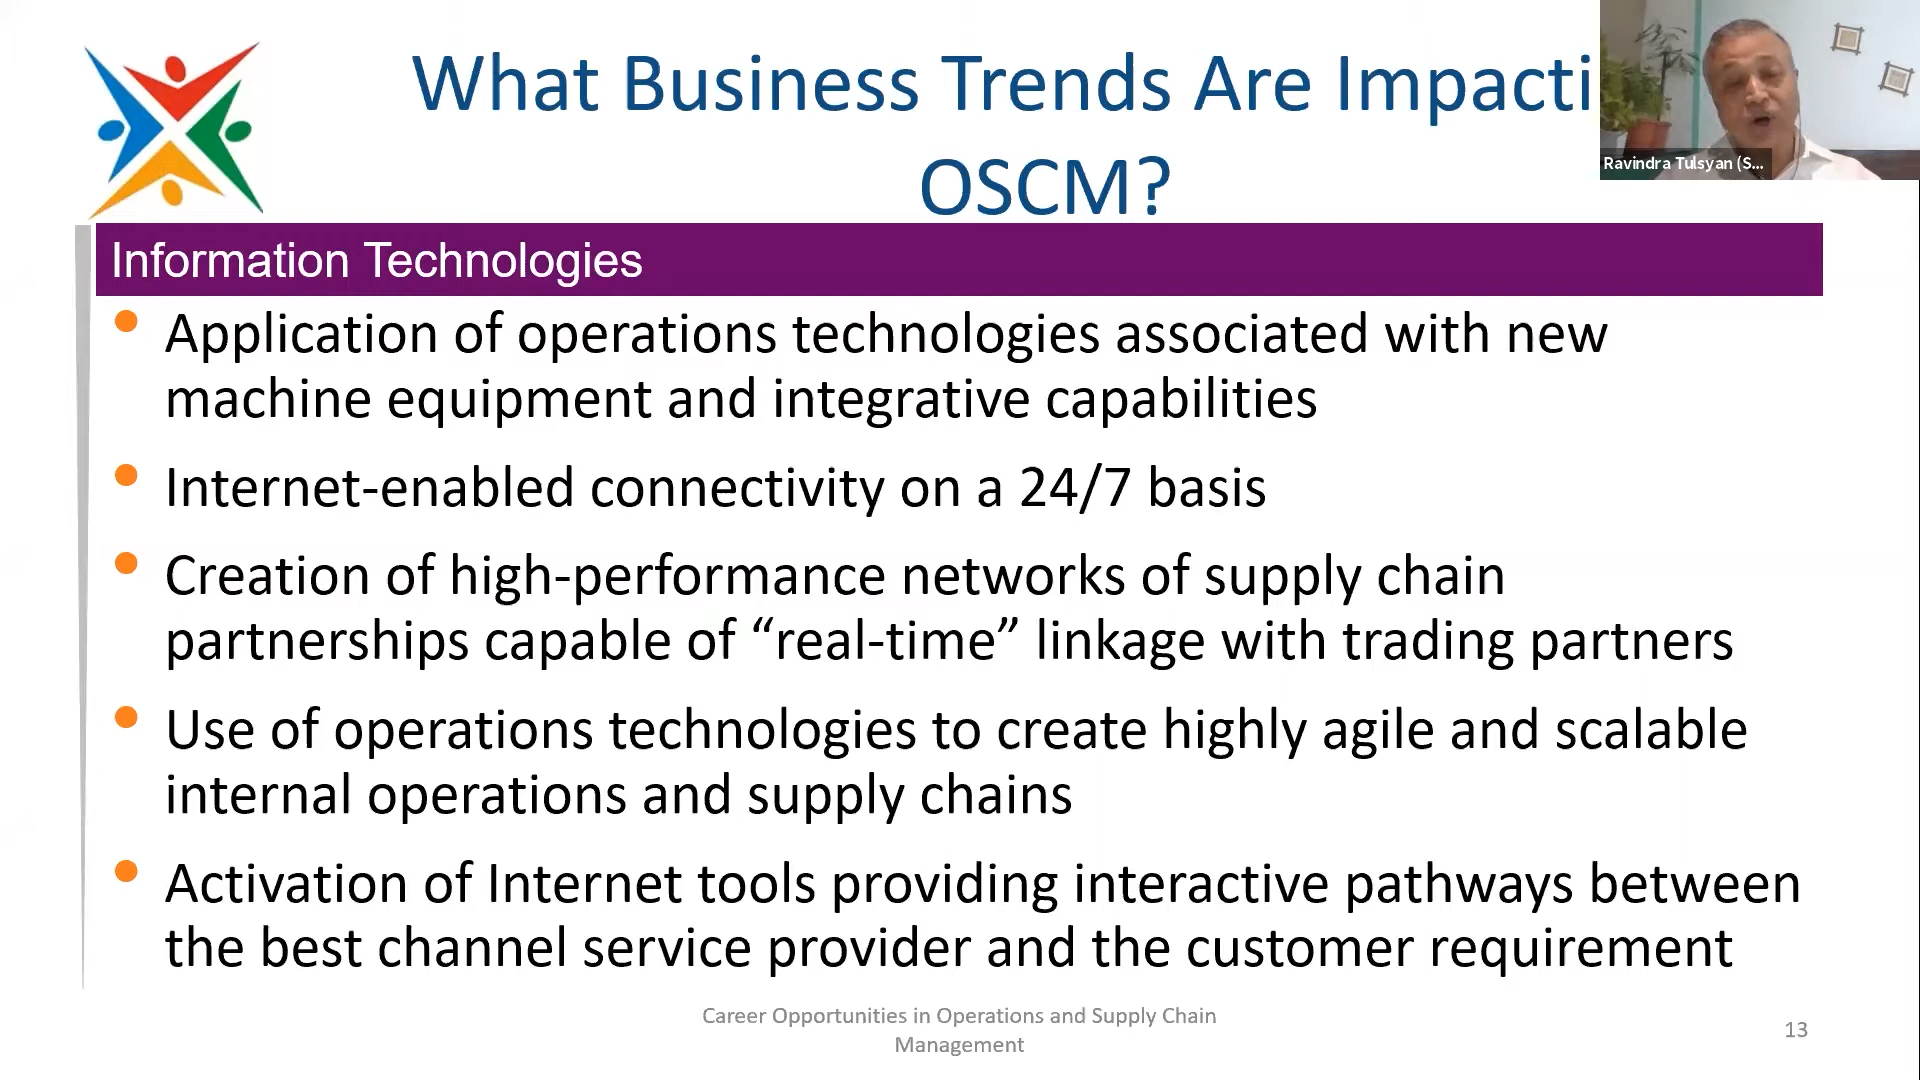 What Business Trends Are Impacti
OSCM?
Ravindra Tulsyan (S...
Information Technologies
• Application of operations technologies associated with new
machine equipment and integrative capabilities
• Internet-enabled connectivity on a 24/7 basis
• Creation of high-performance networks of supply chain
partnerships capable of “real-time” linkage with trading partners
• Use of operations technologies to create highly agile and scalable
internal operations and supply chains
• Activation of Internet tools providing interactive pathways between
the best channel service provider and the customer requirement
Career Opportunities in Operations and Supply Chain
Management
13